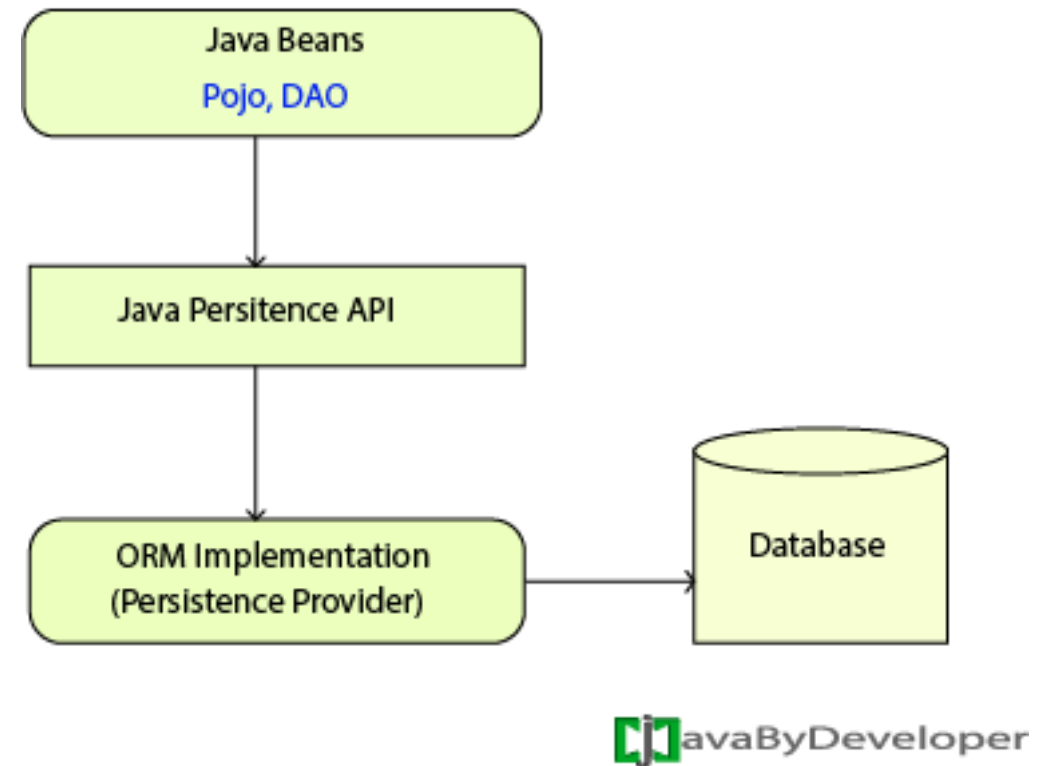 Java Beans
Pojo, DAO
Java Persitence API
ORM Implementation
(Persistence Provider)
Database
javaByDeveloper